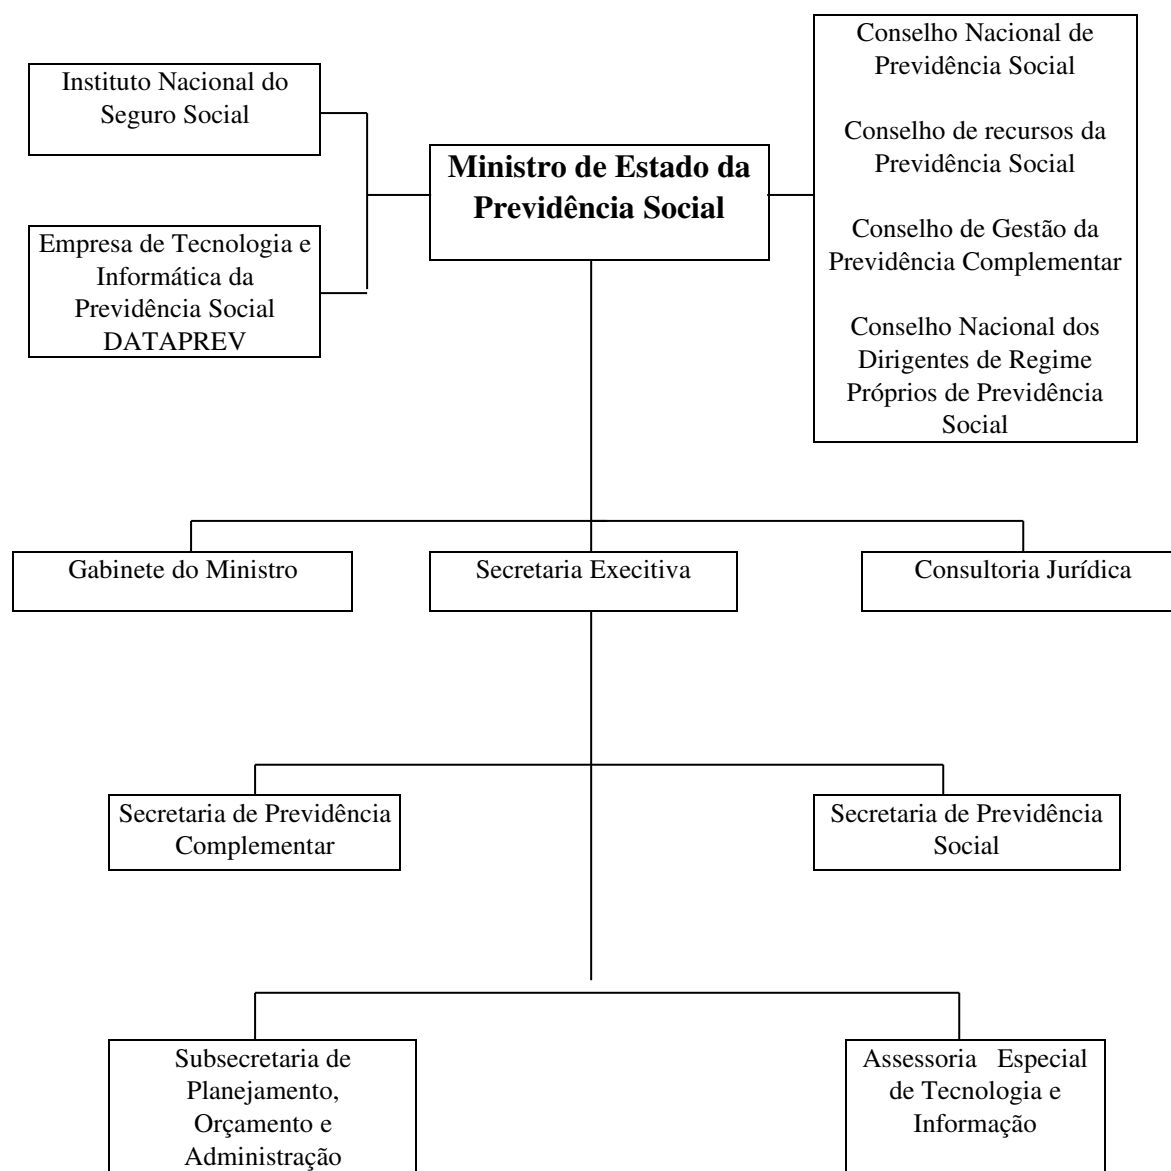 Instituto Nacional do
Seguro Social
Empresa de Tecnologia e
Informática da
Previdência Social
DATAPREV
Ministro de Estado da
Previdência Social
Conselho Nacional de
Previdência Social
Conselho de recursos da
Previdência Social
Conselho de Gestão da
Previdência Complementar
Conselho Nacional dos
Dirigentes de Regime
Próprios de Previdência
Social
Gabinete do Ministro
Secretaria Execitiva
Consultoria Jurídica
Secretaria de Previdência
Complementar
Secretaria de Previdência
Social
Subsecretaria de
Planejamento,
Orçamento e
Administração
Assessoria Especial
de Tecnologia e
Informação